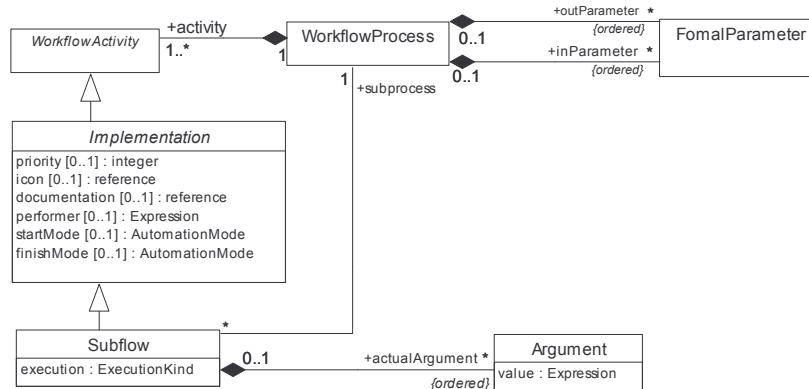 WorkflowActivity
+activity
1..*
1
WorkflowProcess
0..1
+outParameter *
{ordered}
0..1
+inParameter *
{ordered}
FomalParameter
1
+subprocess
Implementation
priority [0..1] : integer
icon [0..1] : reference
documentation [0..1] : reference
performer [0..1] : Expression
startMode [0..1] : AutomationMode
finishMode [0..1] : AutomationMode
*
Subflow
execution : ExecutionKind
0..1
+actualArgument *
{ordered}
Argument
value : Expression